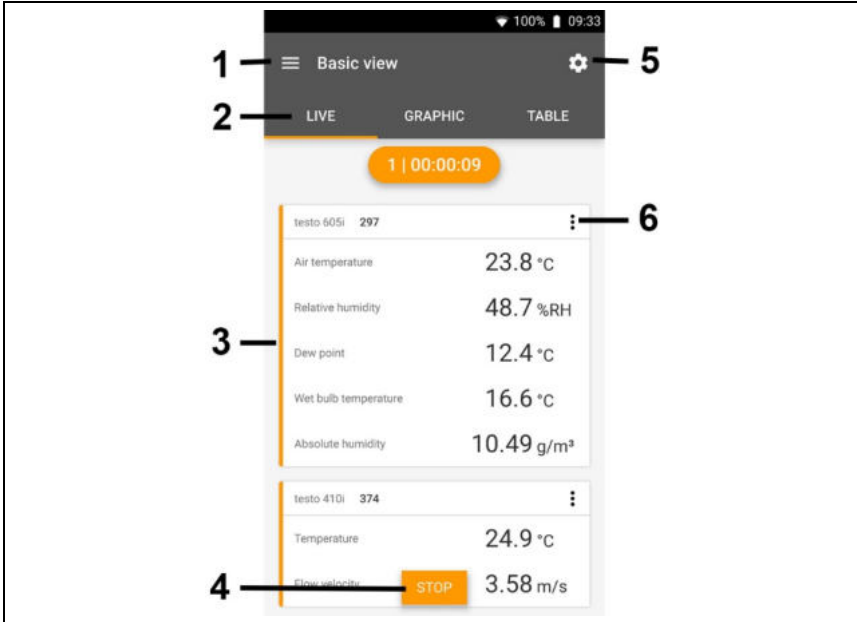 100% 09:33
1 Basic view 5
2 LIVE GRAPHIC TABLE
1 | 00:00:09
testo 605i 297 6
Air temperature 23.8 °C
Relative humidity 48.7 %RH
3
Dew point 12.4 °C
Wet bulb temperature 16.6 °C
Absolute humidity 10.49 g/m³
testo 410i 374
Temperature 24.9 °C
4 Flow velocity STOP 3.58 m/s